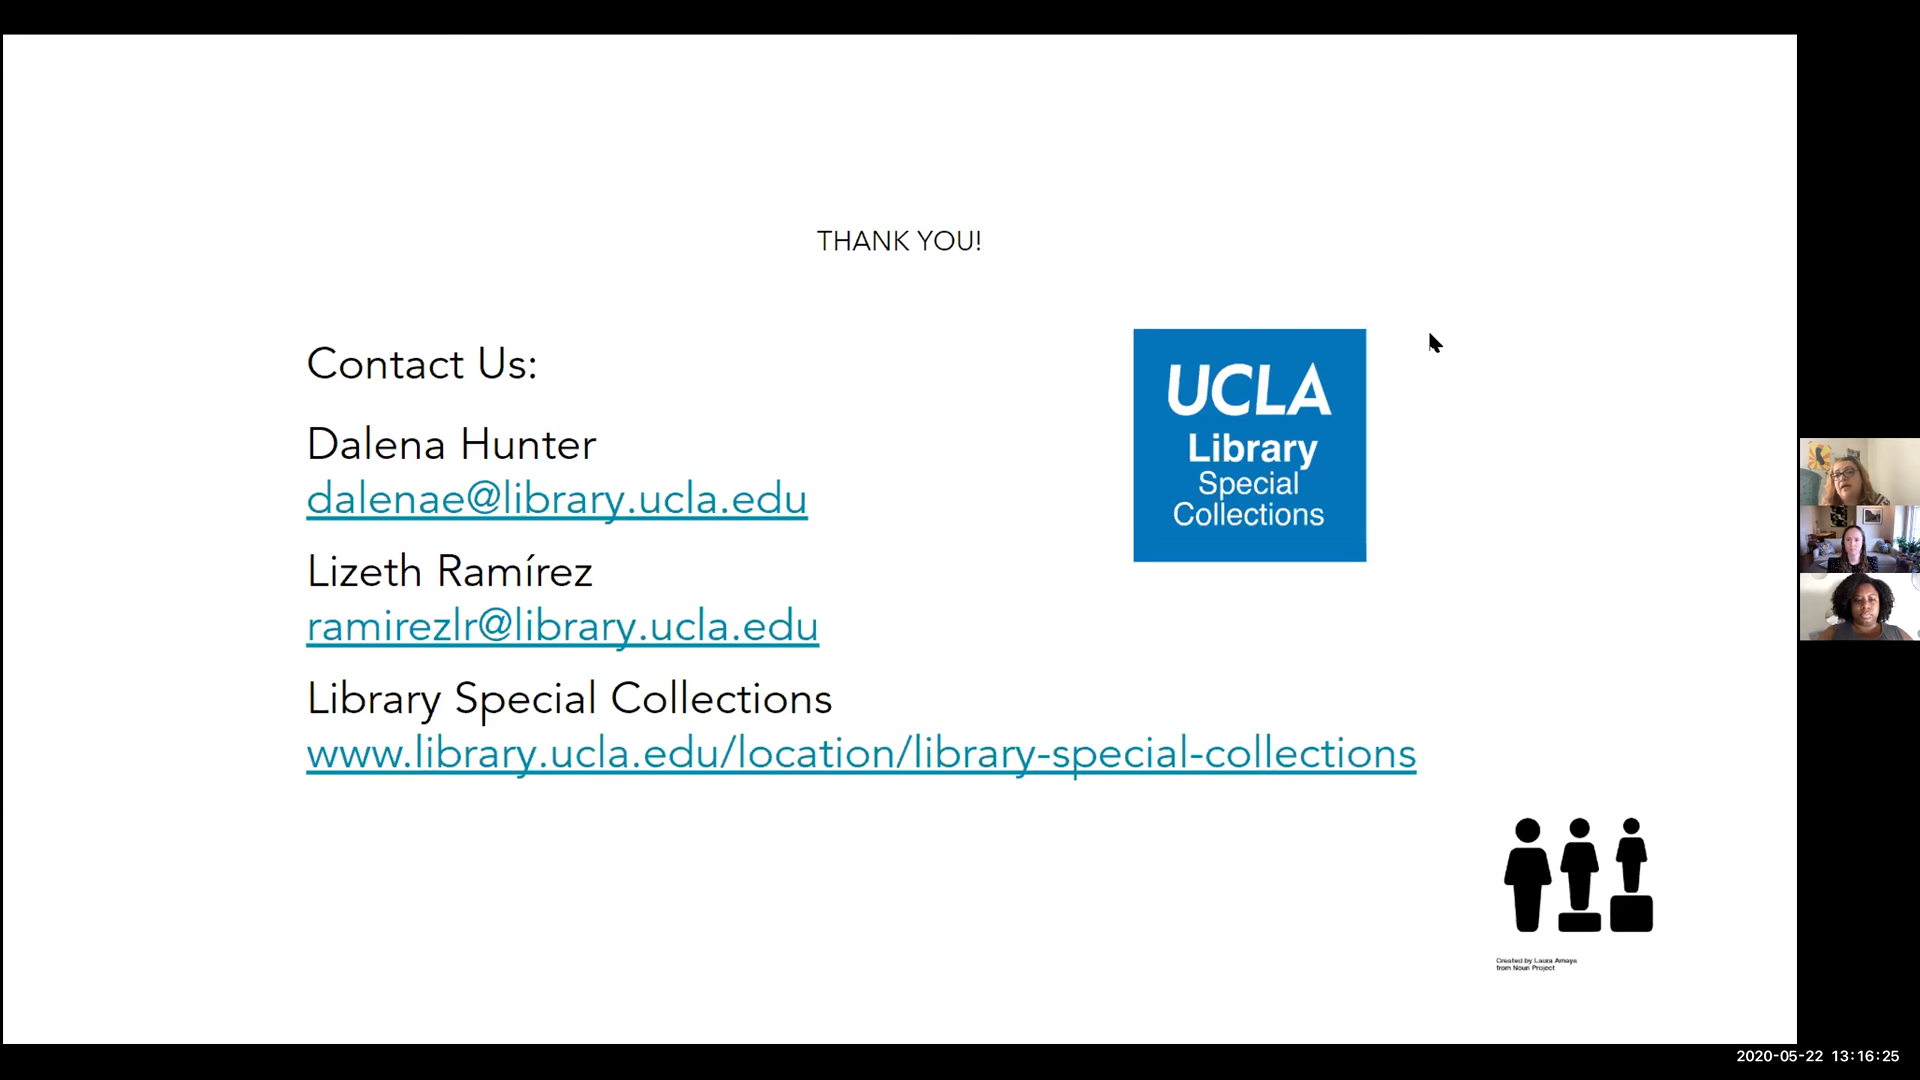 THANK YOU!
Contact Us:
Dalena Hunter
dalenae@library.ucla.edu
Lizeth Ramírez
ramirezlr@library.ucla.edu
Library Special Collections
www.library.ucla.edu/location/library-special-collections
UCLA
Library
Special
Collections
Created by Laura Amaya
from Noun Project
2020-05-22 13:16:25